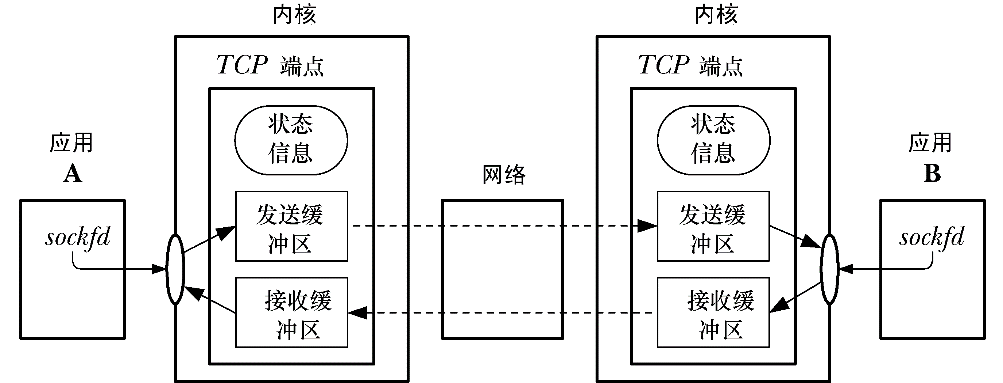 内核
内核
TCP 端点
TCP 端点
状态
信息
状态
信息
应用
A
应用
B
网络
发送缓
冲区
发送缓
冲区
sockfd
sockfd
接收缓
冲区
接收缓
冲区